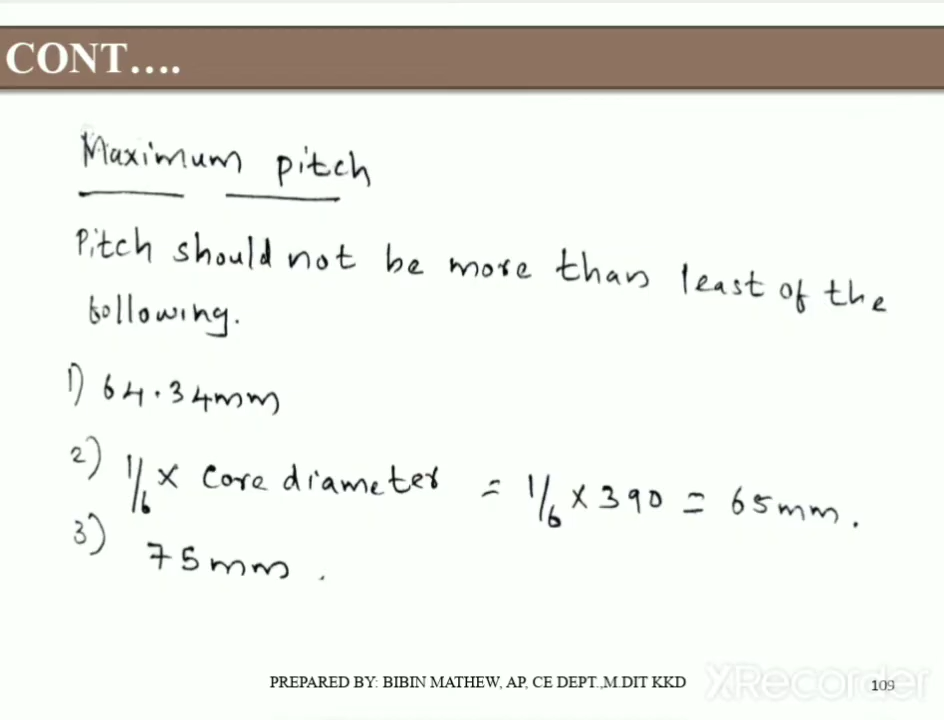 CONT....
Maximum pitch
Pitch should not be more than least of the
following.
1) 64.34mm
2) 1/6 x Core diameter = 1/6 x 390 = 65mm.
3) 75mm.
PREPARED BY: BIBIN MATHEW, AP, CE DEPT.,M.DIT KKD
XRecorder
109